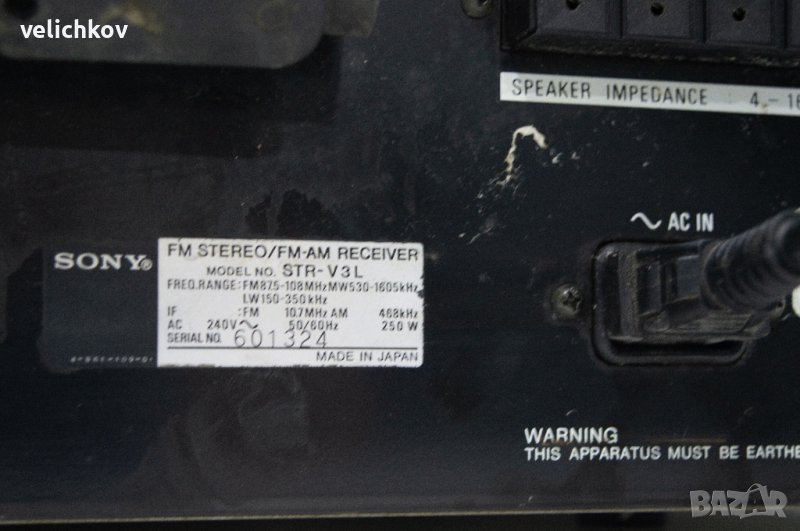 velichkov
SPEAKER IMPEDANCE : 4 - 16
AC IN
SONY®
FM STEREO/FM-AM RECEIVER
MODEL NO. STR-V3L
FREQ.RANGE:FM87.5-108MHz MW530-1605kHz
LW150-350kHz
IF :FM 10.7MHz AM 468kHz
AC 240V~ 50/60Hz 250 W
SERIAL NO. 601324
MADE IN JAPAN
WARNING
THIS APPARATUS MUST BE EARTHE
BAZAR